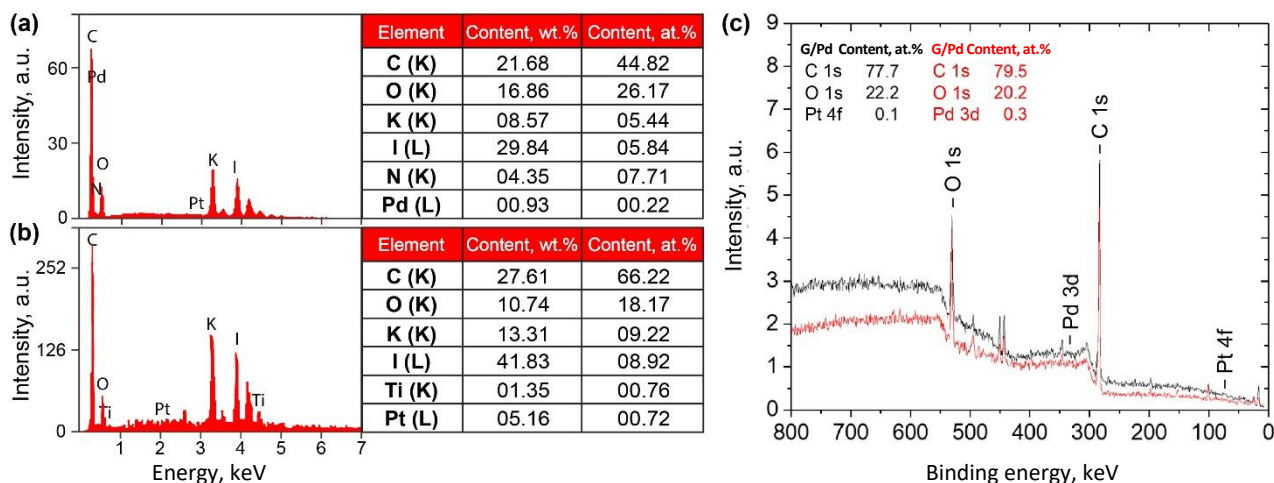 (a)
Intensity, a.u.
60
30
0
C
Pd
O
N
Pt
K
I
Element Content, wt.% Content, at.%
C (K) 21.68 44.82
O (K) 16.86 26.17
K (K) 08.57 05.44
I (L) 29.84 05.84
N (K) 04.35 07.71
Pd (L) 00.93 00.22
(b)
Intensity, a.u.
252
126
0
C
O
Ti
Pt
K
I
Ti
1 2 3 4 5 6 7
Energy, keV
Element Content, wt.% Content, at.%
C (K) 27.61 66.22
O (K) 10.74 18.17
K (K) 13.31 09.22
I (L) 41.83 08.92
Ti (K) 01.35 00.76
Pt (L) 05.16 00.72
(c)
Intensity, a.u.
9
8
7
6
5
4
3
2
1
0
G/Pd Content, at.% G/Pd Content, at.%
C 1s 77.7 C 1s 79.5
O 1s 22.2 O 1s 20.2
Pt 4f 0.1 Pd 3d 0.3
O 1s
Pd 3d
C 1s
Pt 4f
800 700 600 500 400 300 200 100 0
Binding energy, keV